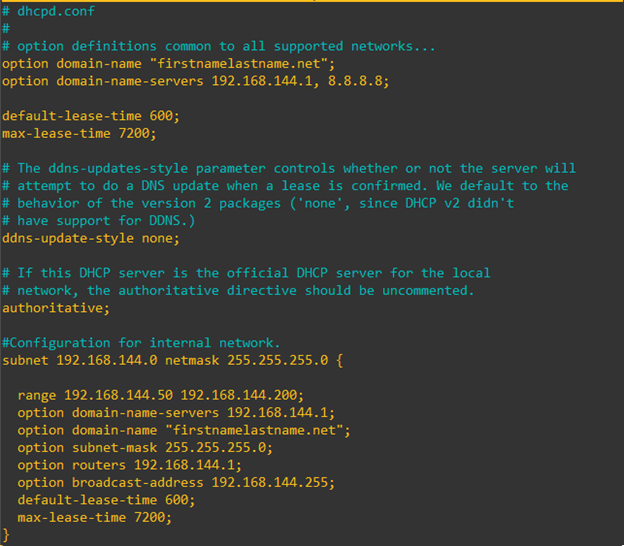 # dhcpd.conf
#
# option definitions common to all supported networks...
option domain-name "firstnamelastname.net";
option domain-name-servers 192.168.144.1, 8.8.8.8;
default-lease-time 600;
max-lease-time 7200;
# The ddns-updates-style parameter controls whether or not the server will
# attempt to do a DNS update when a lease is confirmed. We default to the
# behavior of the version 2 packages ('none', since DHCP v2 didn't
# have support for DDNS.)
ddns-update-style none;
# If this DHCP server is the official DHCP server for the local
# network, the authoritative directive should be uncommented.
authoritative;
#Configuration for internal network.
subnet 192.168.144.0 netmask 255.255.255.0 {
range 192.168.144.50 192.168.144.200;
option domain-name-servers 192.168.144.1;
option domain-name "firstnamelastname.net";
option subnet-mask 255.255.255.0;
option routers 192.168.144.1;
option broadcast-address 192.168.144.255;
default-lease-time 600;
max-lease-time 7200;
}